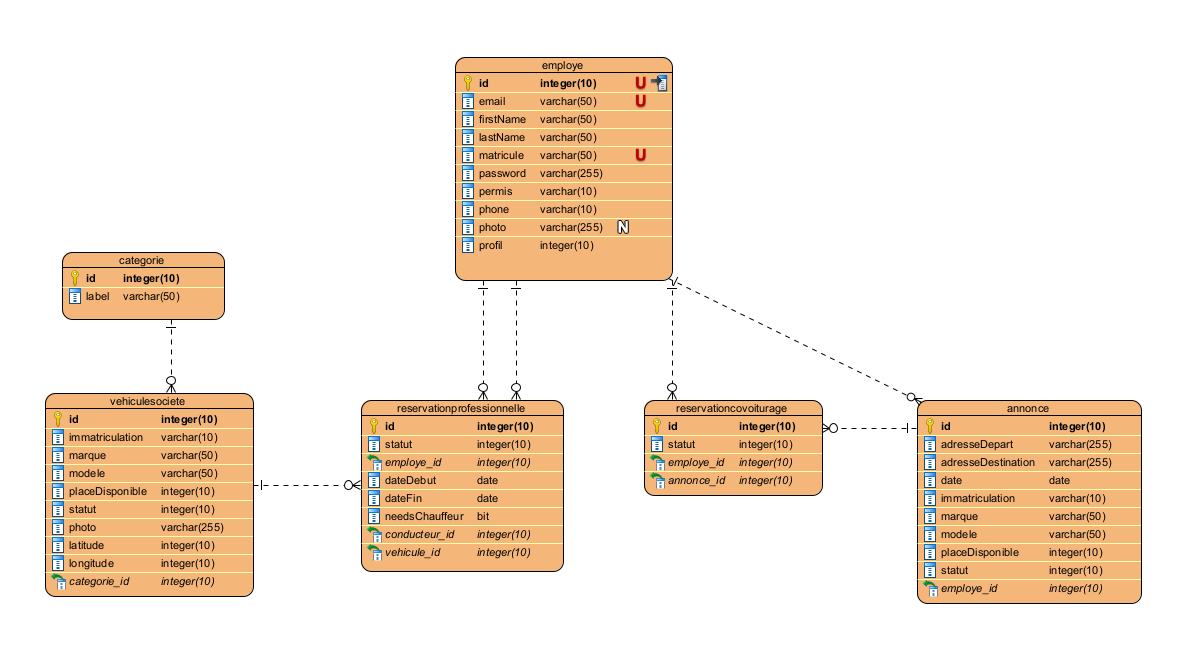 employe
id integer(10) U
email varchar(50) U
firstName varchar(50)
lastName varchar(50)
matricule varchar(50) U
password varchar(255)
permis varchar(10)
phone varchar(10)
photo varchar(255) N
profil integer(10)
categorie
id integer(10)
label varchar(50)
vehiculesociete
id integer(10)
immatriculation varchar(10)
marque varchar(50)
modele varchar(50)
placeDisponible integer(10)
statut integer(10)
photo varchar(255)
latitude integer(10)
longitude integer(10)
categorie_id integer(10)
reservationprofessionnelle
id integer(10)
statut integer(10)
employe_id integer(10)
dateDebut date
dateFin date
needsChauffeur bit
conducteur_id integer(10)
vehicule_id integer(10)
reservationcovoiturage
id integer(10)
statut integer(10)
employe_id integer(10)
annonce_id integer(10)
annonce
id integer(10)
adresseDepart varchar(255)
adresseDestination varchar(255)
date date
immatriculation varchar(10)
marque varchar(50)
modele varchar(50)
placeDisponible integer(10)
statut integer(10)
employe_id integer(10)